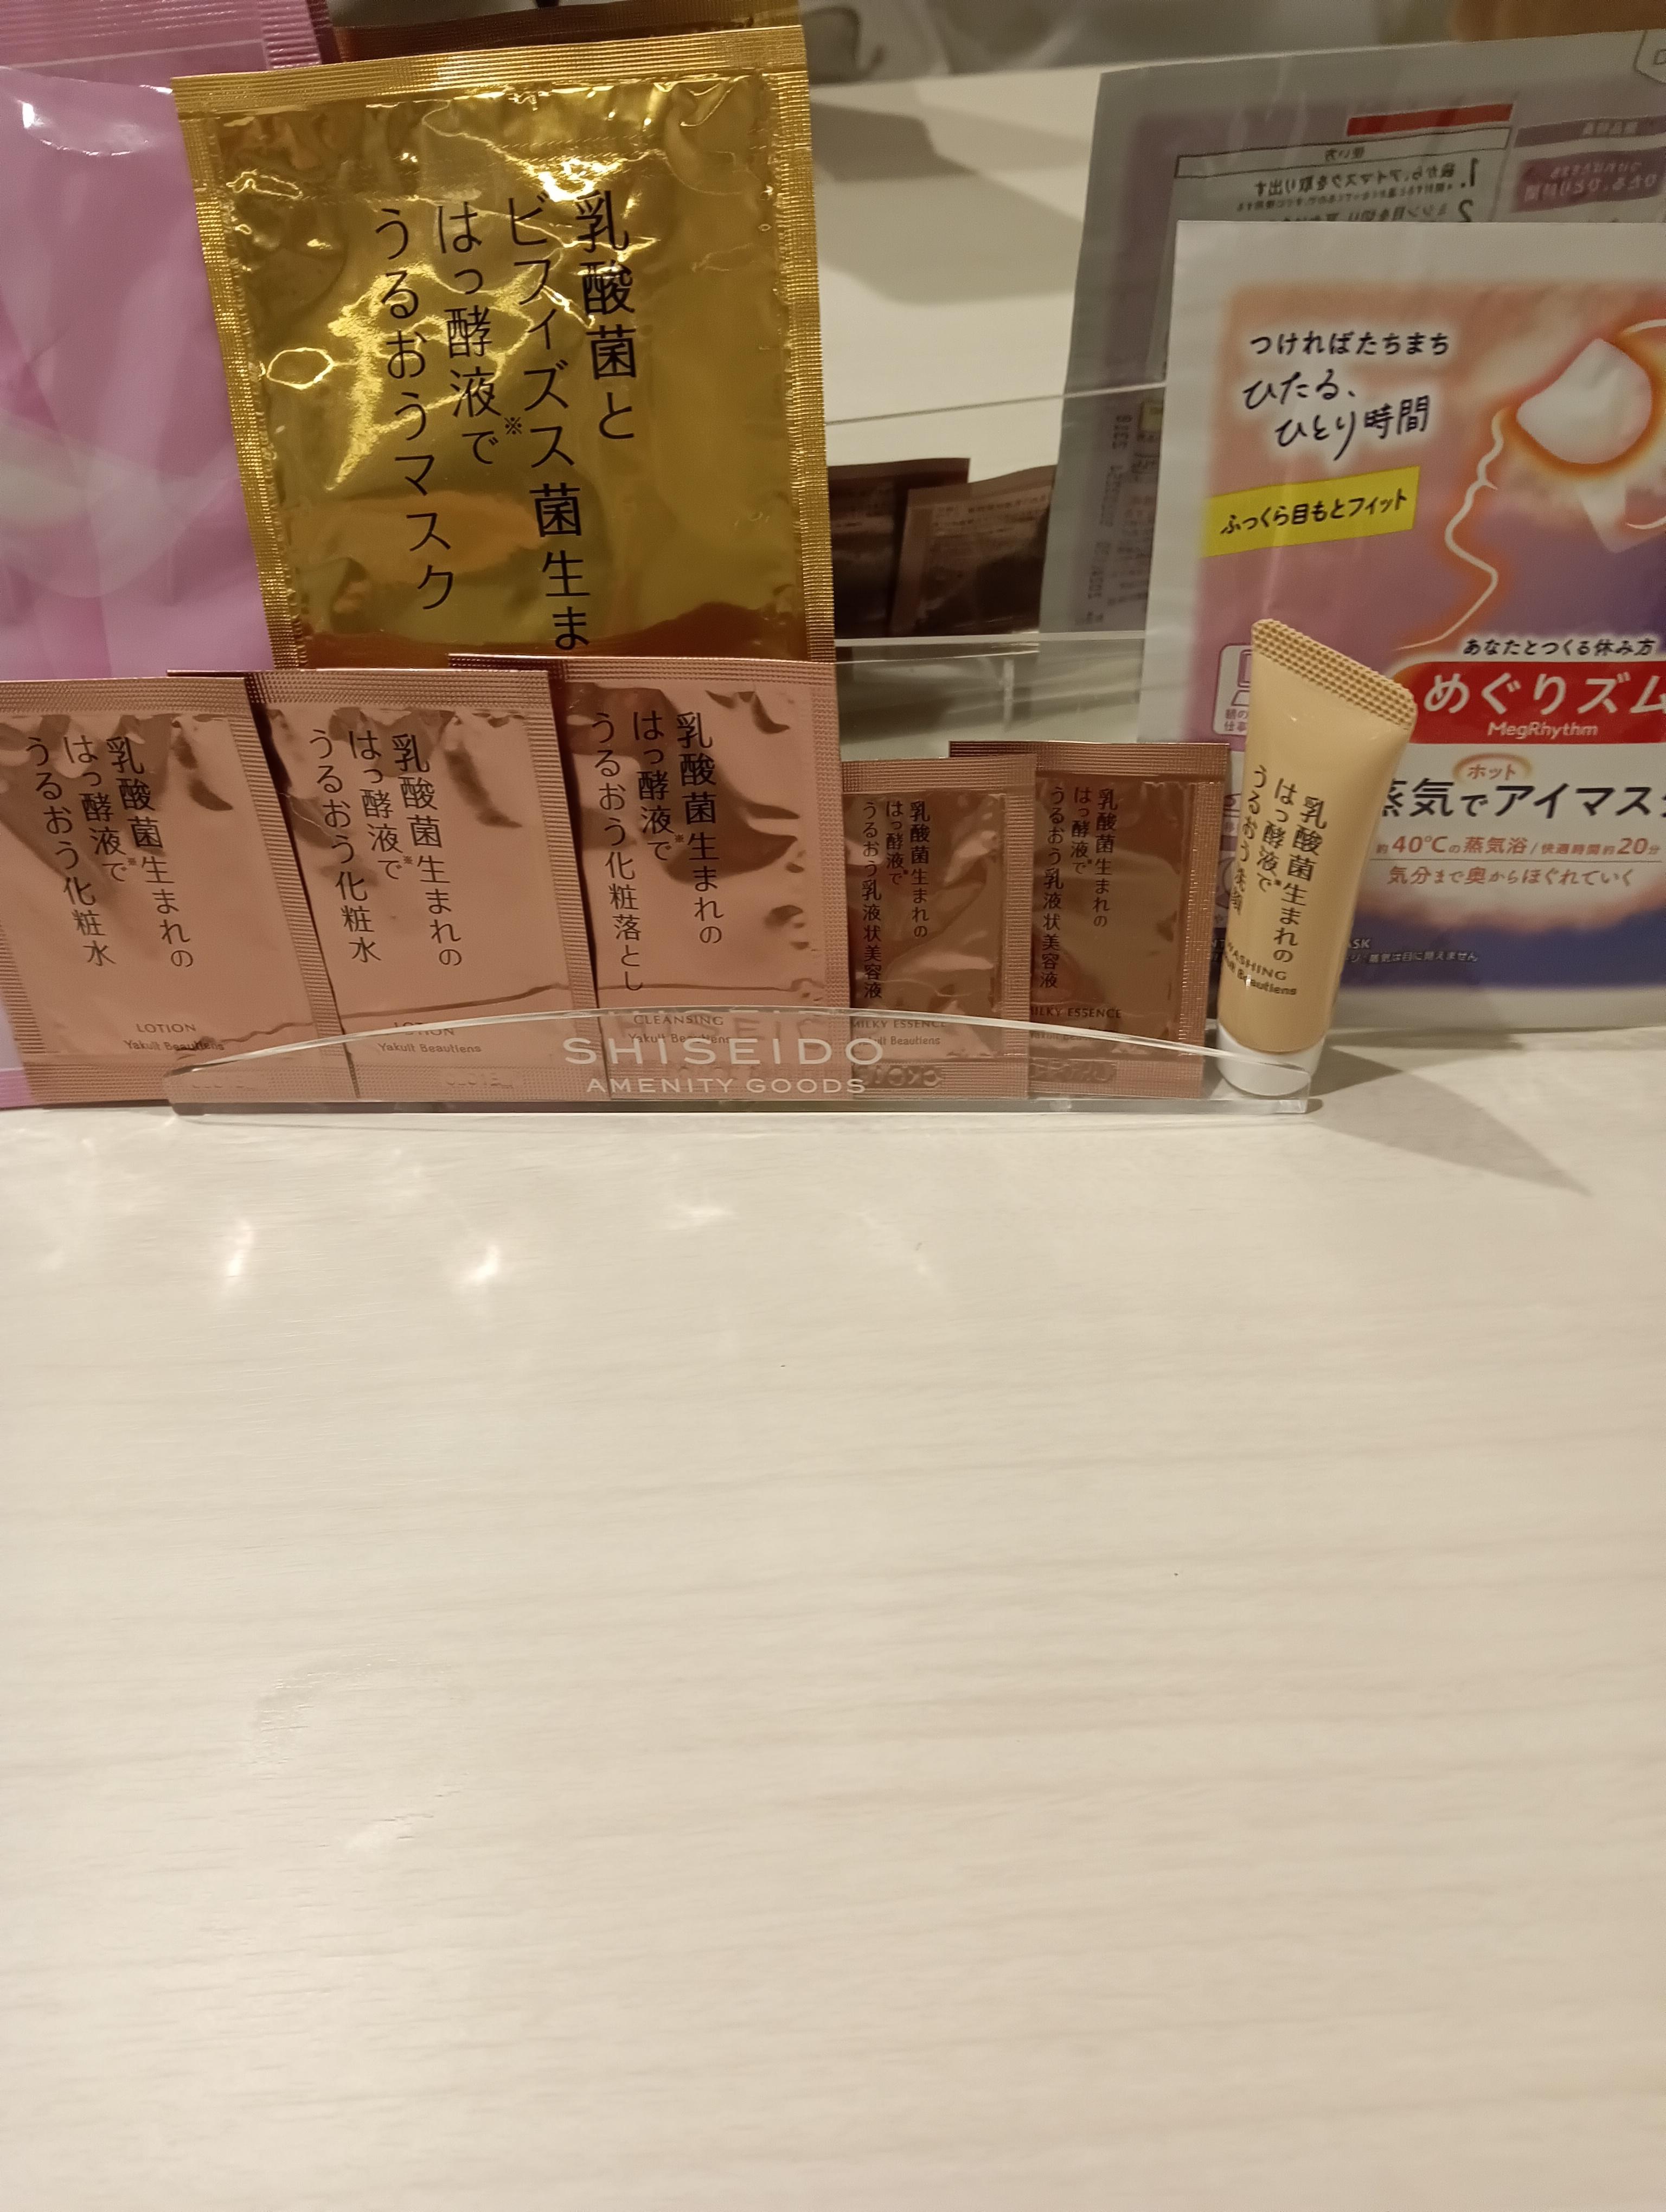 乳酸菌と
ビフィズス菌生ま
はっ酵液※で
うるおうマスク
つければたちまち
ひたる、
ひとり時間
ふっくら目もとフィット
あなたとつくる休み方
めぐりズム
MegRhythm
ホット
蒸気でアイマス
約40℃の蒸気浴/快適時間約20分
気分まで奥からほぐれていく
乳酸菌生まれの
はっ酵液※で
うるおう化粧水
LOTION
Yakult Beautiens
乳酸菌生まれの
はっ酵液※で
うるおう化粧水
LOTION
Yakult Beautiens
乳酸菌生まれの
はっ酵液※で
うるおう化粧落とし
CLEANSING
Yakult Beautiens
乳酸菌生まれの
はっ酵液※で
うるおう乳液状美容液
MILKY ESSENCE
Beautiens
乳酸菌生まれの
はっ酵液※で
うるおう乳液状美容液
MILKY ESSENCE
乳酸菌生まれの
はっ酵液※で
うるおう
WASHING
Beautiens
SHISEIDO
AMENITY GOODS